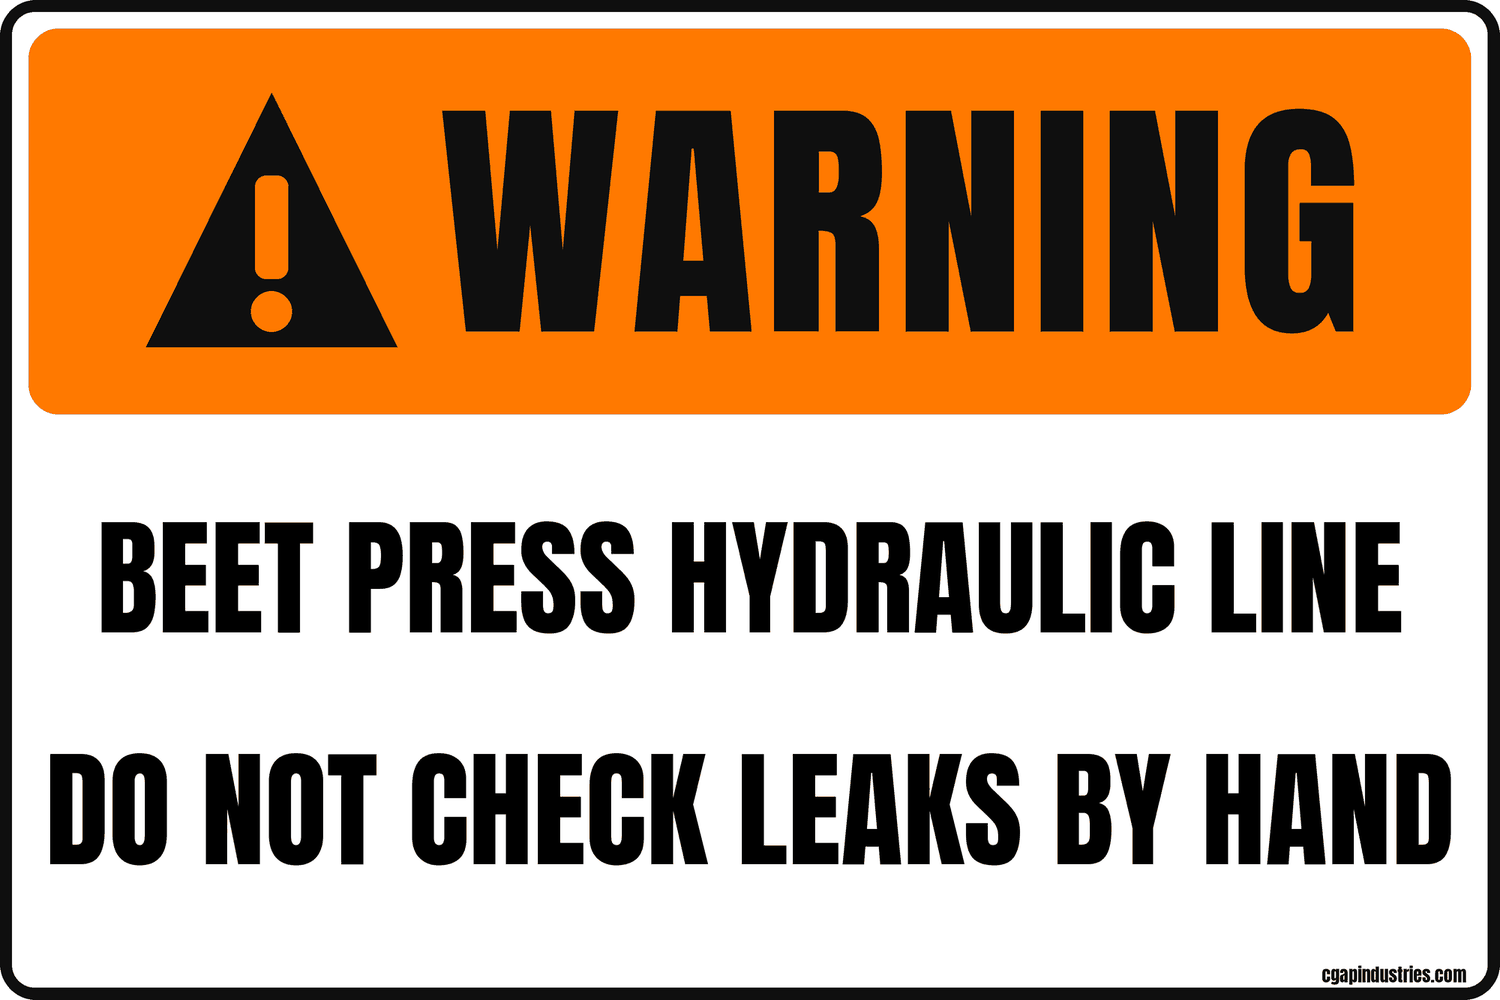 WARNING
BEET PRESS HYDRAULIC LINE
DO NOT CHECK LEAKS BY HAND
cgapindustries.com